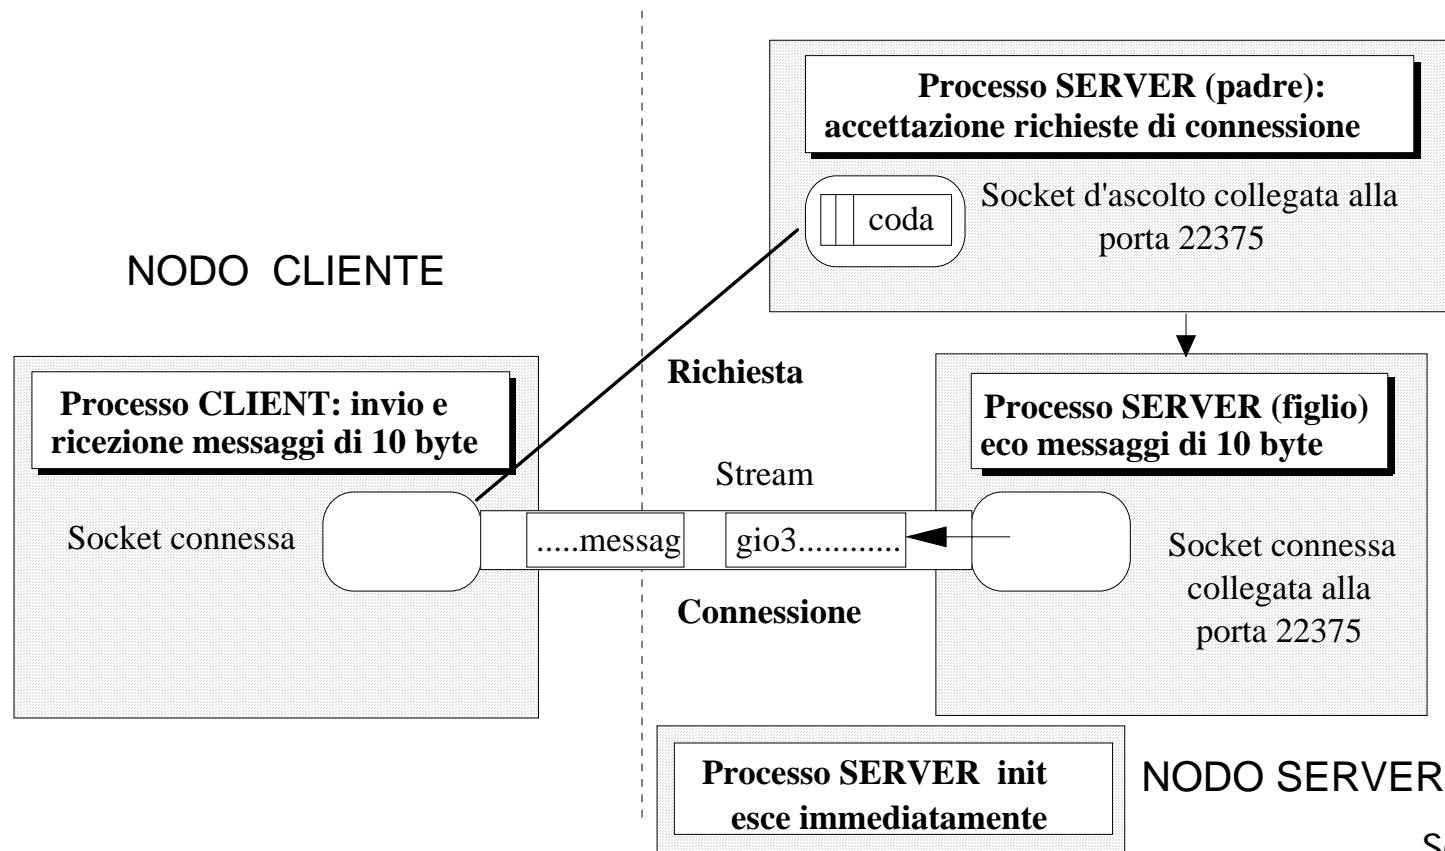 Processo SERVER (padre):
accettazione richieste di connessione
coda
Socket d'ascolto collegata alla
porta 22375
NODO CLIENTE
Richiesta
Processo CLIENT: invio e
ricezione messaggi di 10 byte
Processo SERVER (figlio)
eco messaggi di 10 byte
Stream
Socket connessa
.....messag
gio3............
Socket connessa
collegata alla
porta 22375
Connessione
Processo SERVER init
esce immediatamente
NODO SERVER